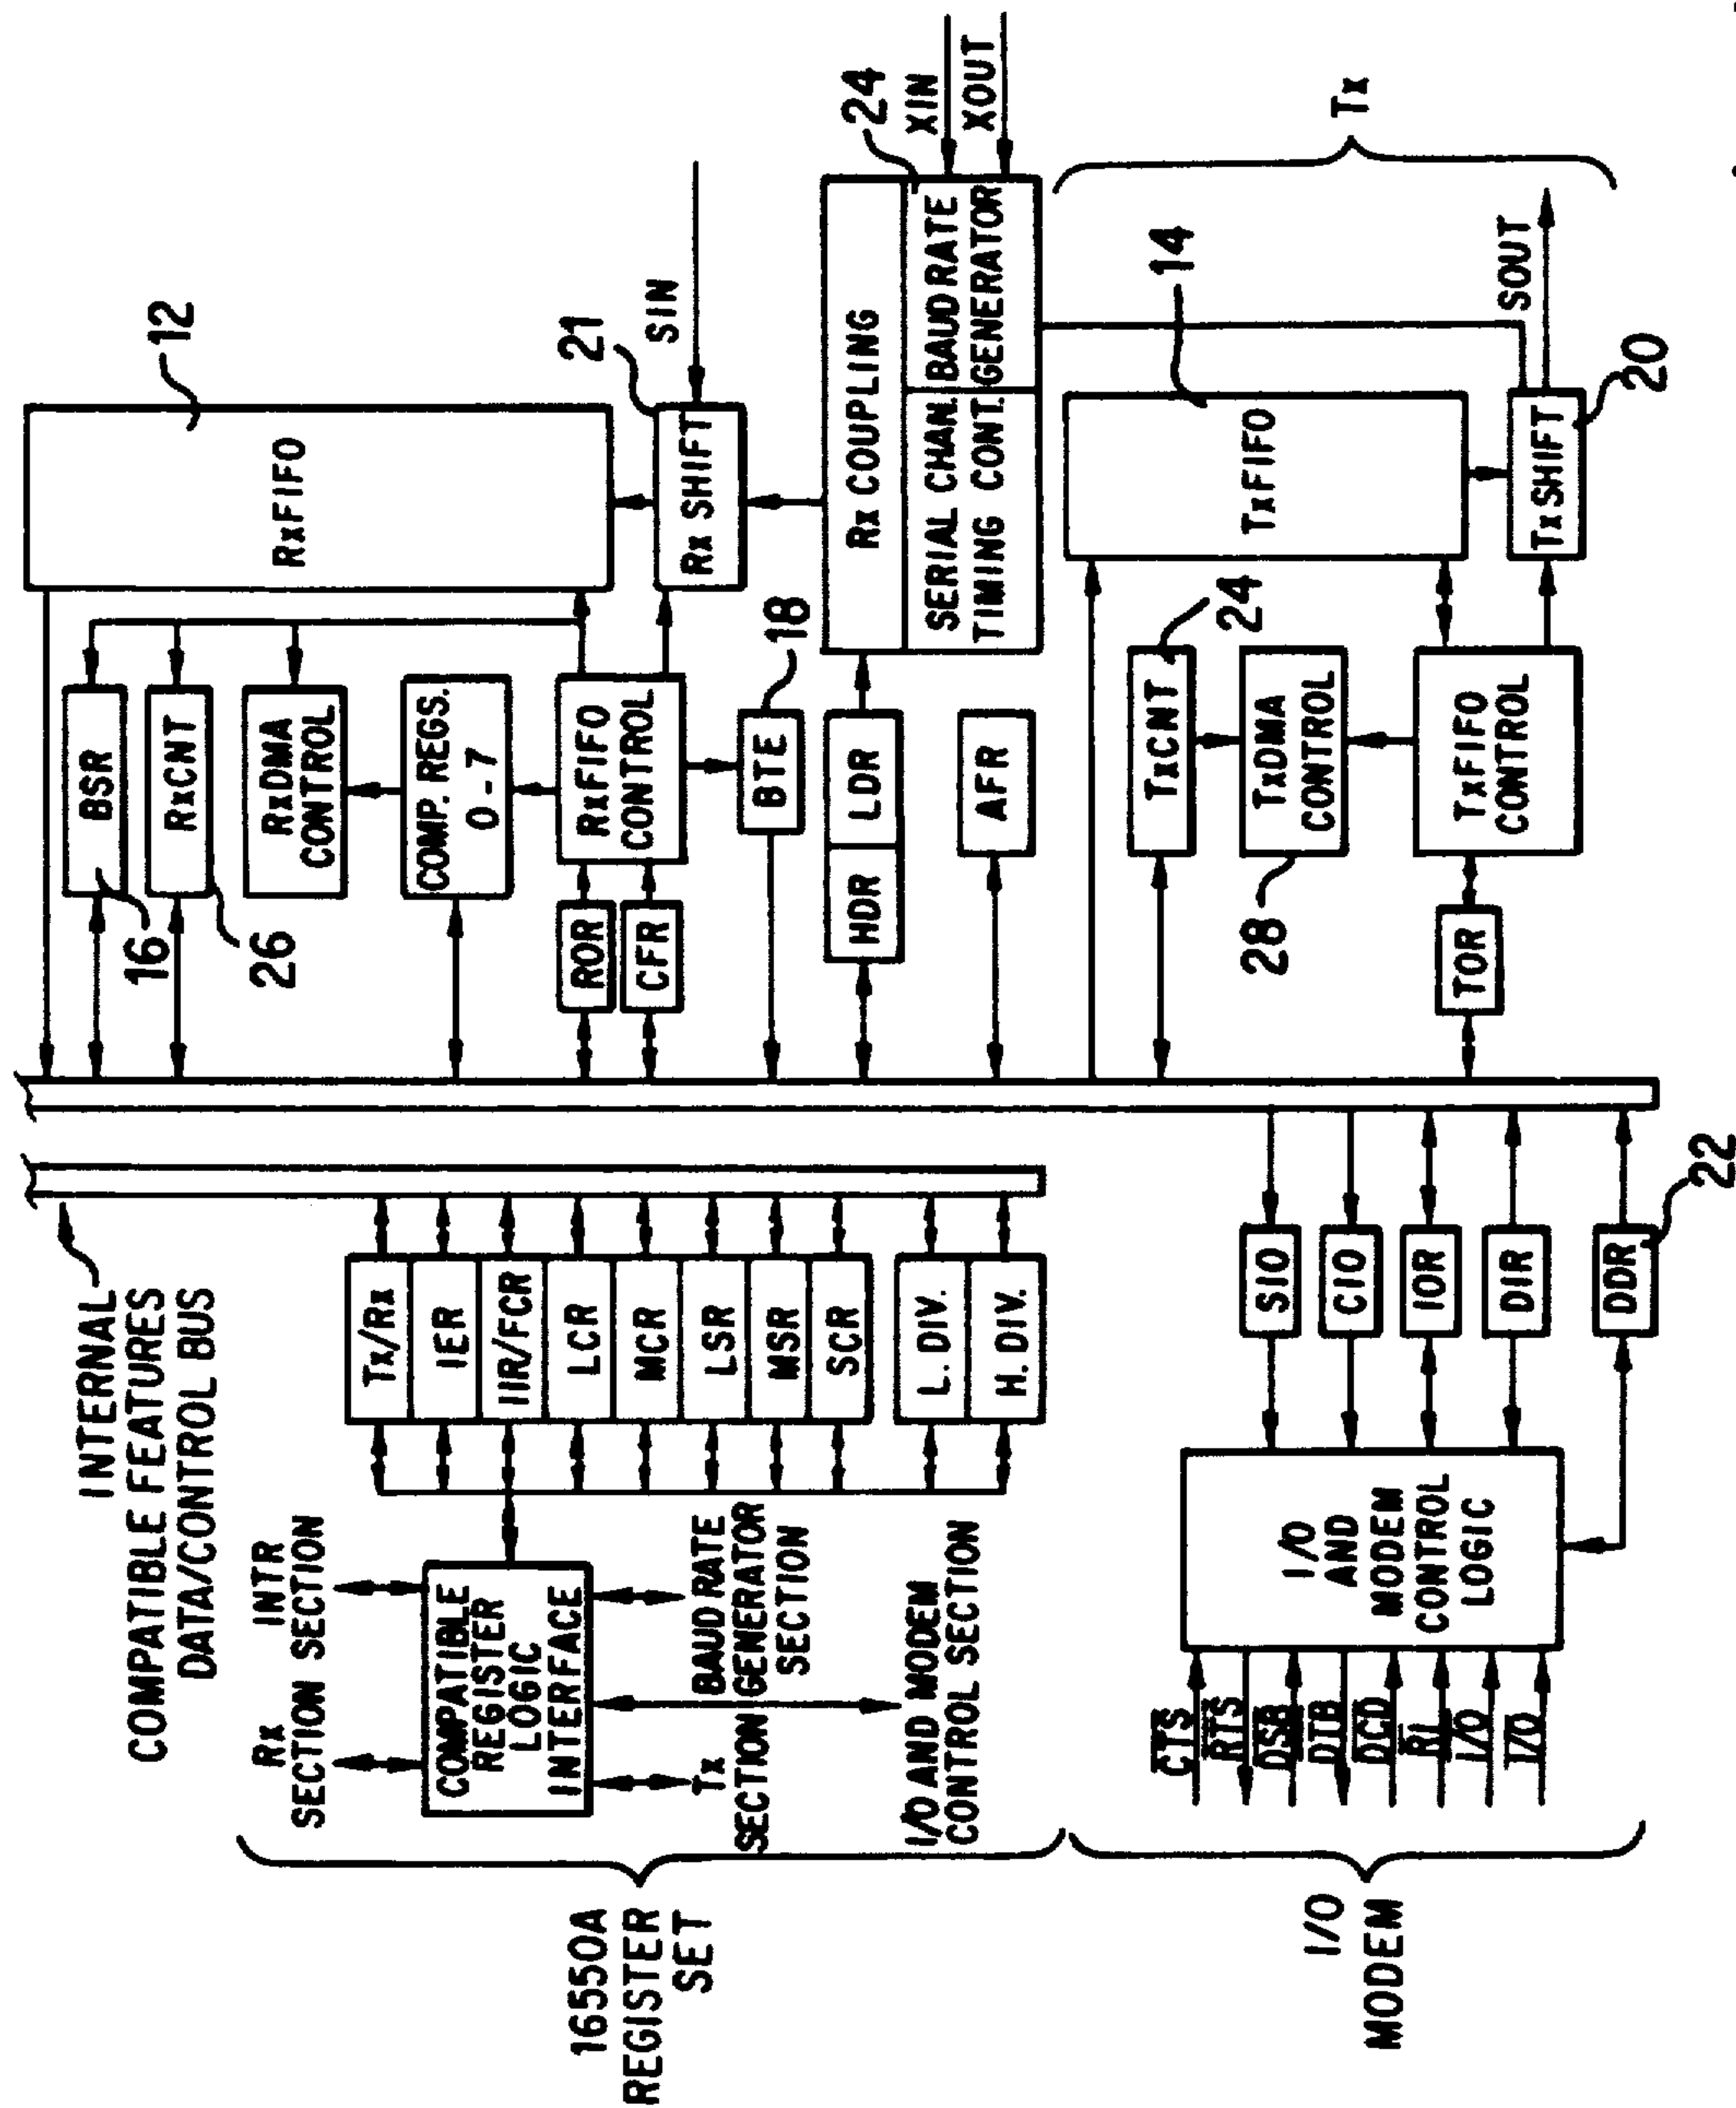 INTERNAL
COMPATIBLE FEATURES
DATA/CONTROL BUS
16550A
REGISTER
SET
Rx
SECTION
INTR
SECTION
COMPATIBLE
REGISTER
LOGIC
INTERFACE
Tx
SECTION
BAUD RATE
GENERATOR
SECTION
I/O AND MODEM
CONTROL SECTION
Tx/Rx
IER
IIR/FCR
LCR
MCR
LSR
MSR
SCR
L. DIV.
H. DIV.
I/O
MODEM
CTS
RTS
DSR
DTR
DCD
RI
I/O
I/O
I/O
AND
MODEM
CONTROL
LOGIC
SIO
CIO
IOR
DIR
DDR
22
BSR
16
RxCNT
26
RxDMA
CONTROL
COMP. REGS.
0-7
ROR
CFR
RxFIFO
CONTROL
BTE
18
RxFIFO
12
Rx SHIFT
21
SIN
HDR
LDR
AFR
Rx COUPLING
SERIAL CHAN.
TIMING CONT.
BAUD RATE
GENERATOR
24
XIN
XOUT
TxCNT
24
TxDMA
CONTROL
28
TxFIFO
CONTROL
TOR
TxFIFO
14
TxSHIFT
20
SOUT
Tx